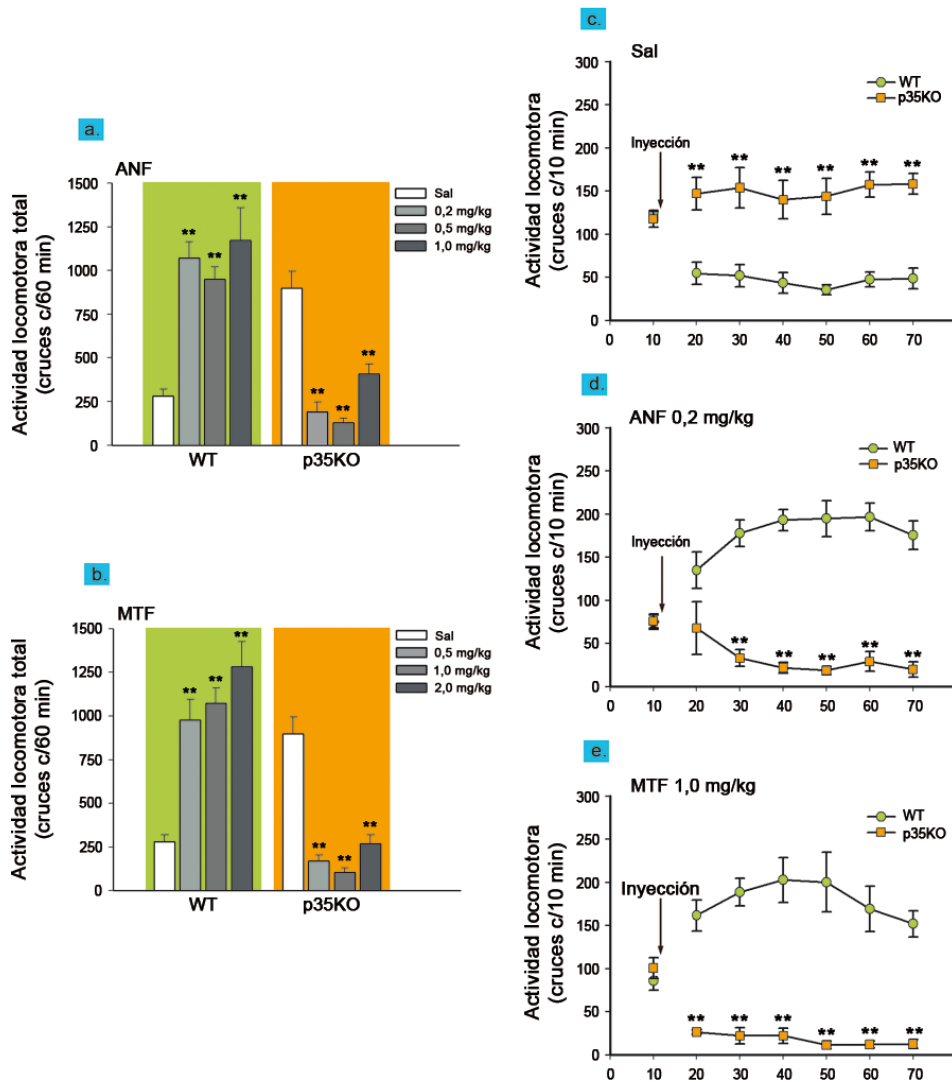 a.
ANF
Actividad locomotora total
(cruces c/60 min)
1500
1250
1000
750
500
250
0
** ** **
** ** **
Sal
0,2 mg/kg
0,5 mg/kg
1,0 mg/kg
WT p35KO
b.
MTF
Actividad locomotora total
(cruces c/60 min)
1500
1250
1000
750
500
250
0
** ** **
** ** **
Sal
0,5 mg/kg
1,0 mg/kg
2,0 mg/kg
WT p35KO
c.
Sal
Actividad locomotora
(cruces c/10 min)
300
250
200
150
100
50
0
WT
p35KO
Inyección
** ** ** ** ** **
0 10 20 30 40 50 60 70
d.
ANF 0,2 mg/kg
Actividad locomotora
(cruces c/10 min)
300
250
200
150
100
50
0
WT
p35KO
Inyección
** ** ** ** **
0 10 20 30 40 50 60 70
e.
MTF 1,0 mg/kg
Actividad locomotora
(cruces c/10 min)
300
250
200
150
100
50
0
WT
p35KO
Inyección
** ** ** ** ** **
0 10 20 30 40 50 60 70